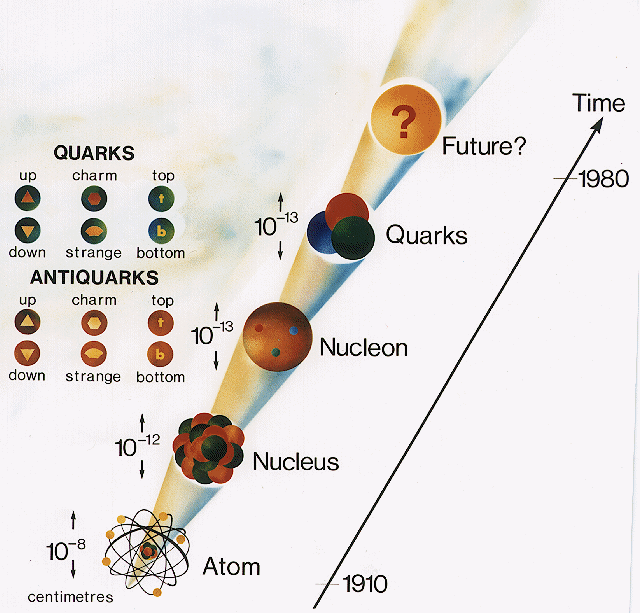 ?
Time
Future?
1980
QUARKS
up charm top
t
10⁻¹³
Quarks
b
down strange bottom
ANTIQUARKS
up charm top
t
10⁻¹³
Nucleon
b
down strange bottom
10⁻¹²
Nucleus
10⁻⁸
Atom
1910
centimetres